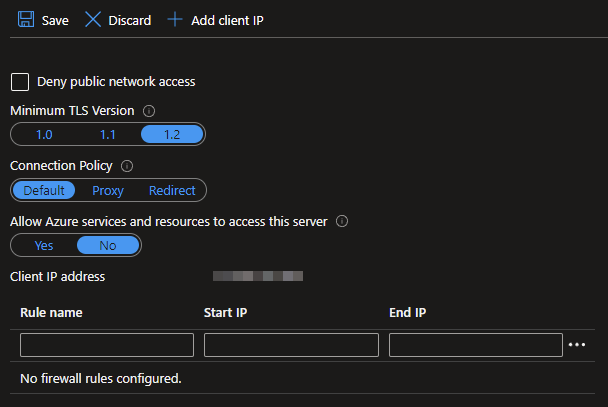 Save Discard Add client IP
Deny public network access
Minimum TLS Version
1.0 1.1 1.2
Connection Policy
Default Proxy Redirect
Allow Azure services and resources to access this server
Yes No
Client IP address
Rule name Start IP End IP
No firewall rules configured.